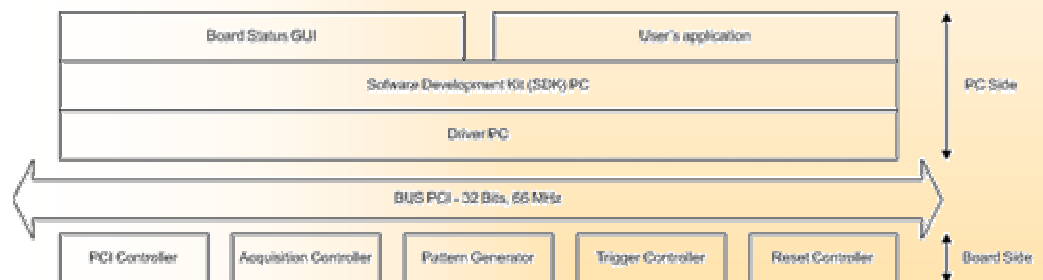 Board Status GUI
User's application
Sofware Development Kit (SDK) PC
PC Side
Driver PC
BUS PCI - 32 Bits, 66 MHz
PCI Controller
Acquisition Controller
Pattern Generator
Trigger Controller
Reset Controller
Board Side